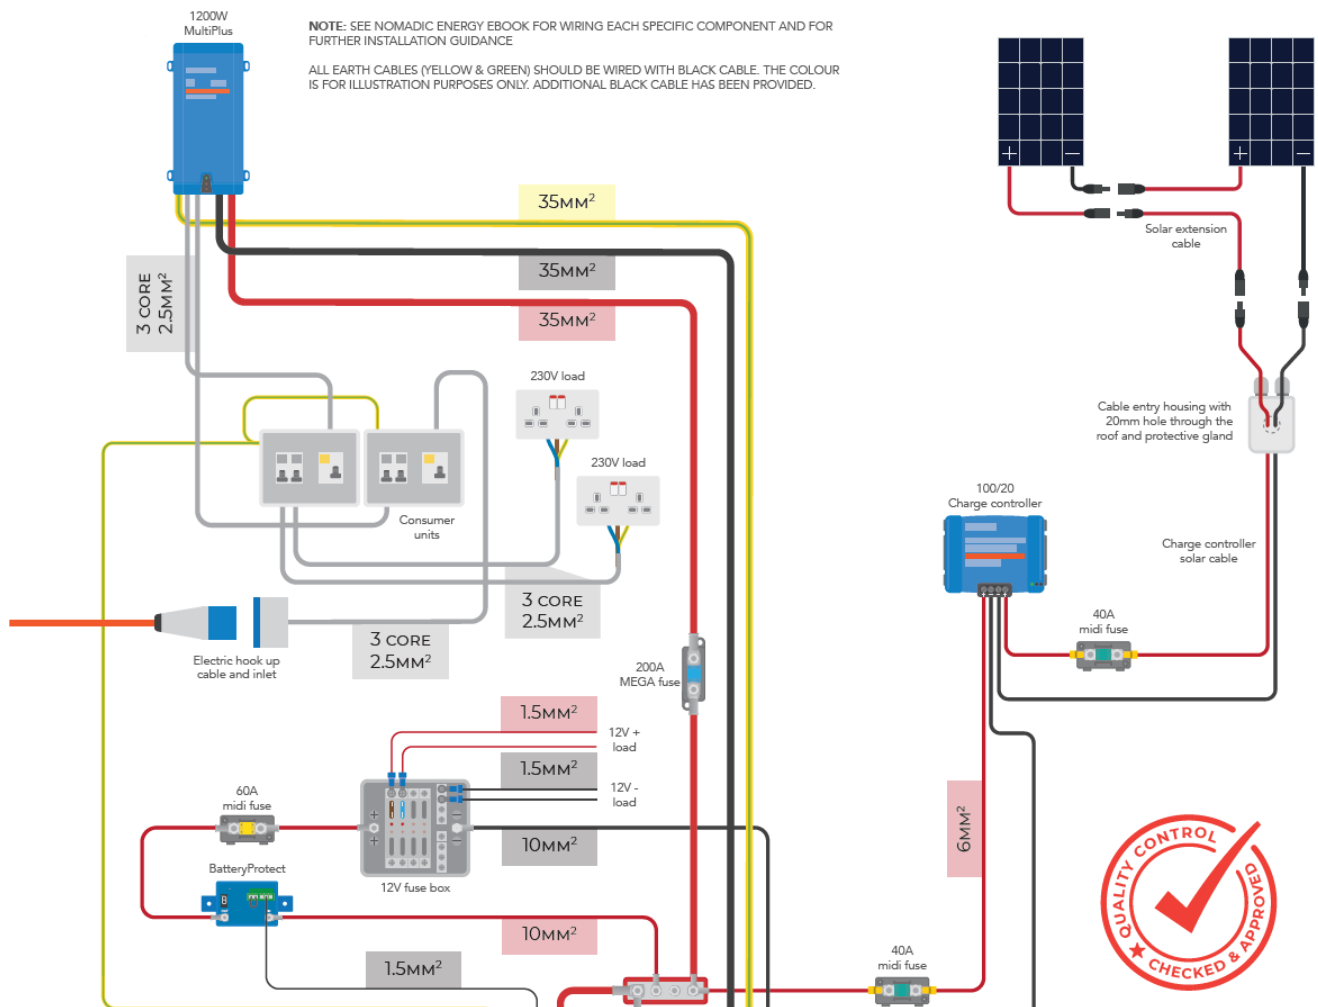 1200W
MultiPlus
NOTE: SEE NOMADIC ENERGY EBOOK FOR WIRING EACH SPECIFIC COMPONENT AND FOR
FURTHER INSTALLATION GUIDANCE
ALL EARTH CABLES (YELLOW & GREEN) SHOULD BE WIRED WITH BLACK CABLE. THE COLOUR
IS FOR ILLUSTRATION PURPOSES ONLY. ADDITIONAL BLACK CABLE HAS BEEN PROVIDED.
35MM²
35MM²
35MM²
3 CORE
2.5MM²
Solar extension
cable
230V load
230V load
Cable entry housing with
20mm hole through the
roof and protective gland
Consumer
units
100/20
Charge controller
Charge controller
solar cable
3 CORE
2.5MM²
3 CORE
2.5MM²
40A
midi fuse
Electric hook up
cable and inlet
200A
MEGA fuse
1.5MM²
12V +
load
1.5MM²
12V -
load
60A
midi fuse
10MM²
12V fuse box
BatteryProtect
6MM²
10MM²
1.5MM²
40A
midi fuse
QUALITY CONTROL
CHECKED & APPROVED